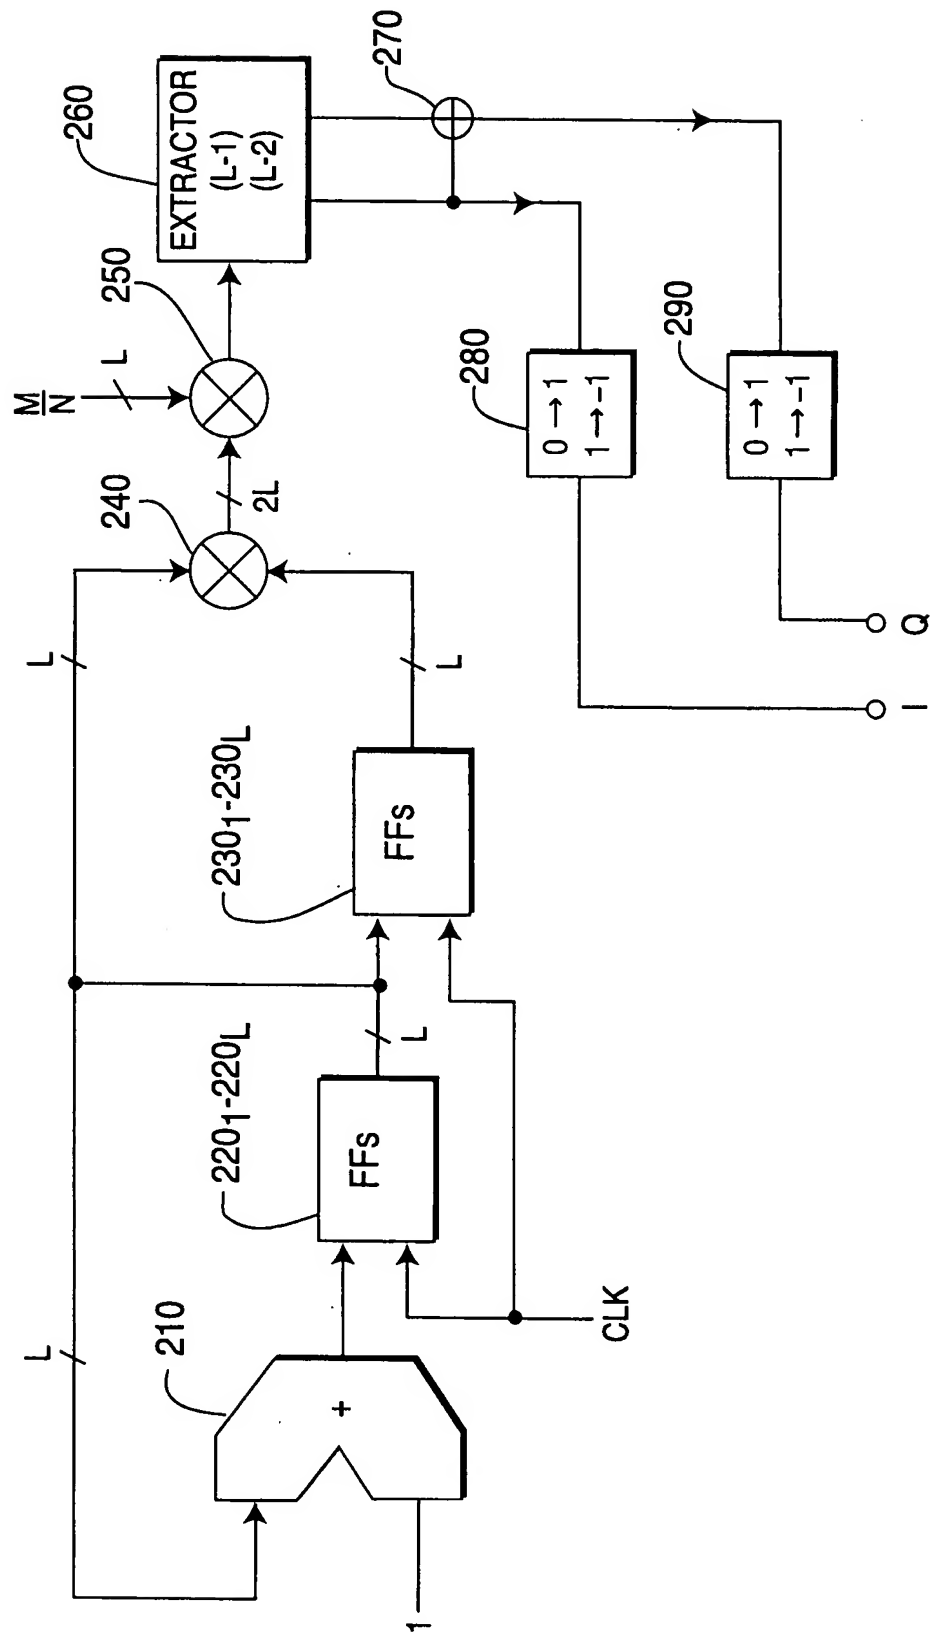 210
L
+
1
CLK
220₁-220L
FFs
L
230₁-230L
FFs
L
L
240
2L
250
M/N
L
260
EXTRACTOR
(L-1)
(L-2)
270
280
0→1
1→-1
290
0→1
1→-1
I
Q